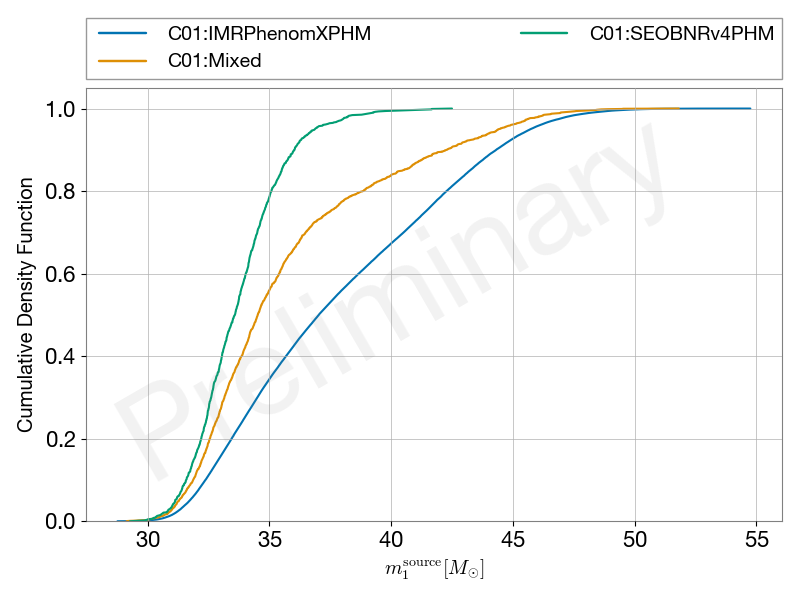 C01:IMRPhenomXPHM
C01:Mixed
C01:SEOBNRv4PHM
1.0
0.8
0.6
0.4
0.2
0.0
Cumulative Density Function
Preliminary
30 35 40 45 50 55
m₁^source [M☉]